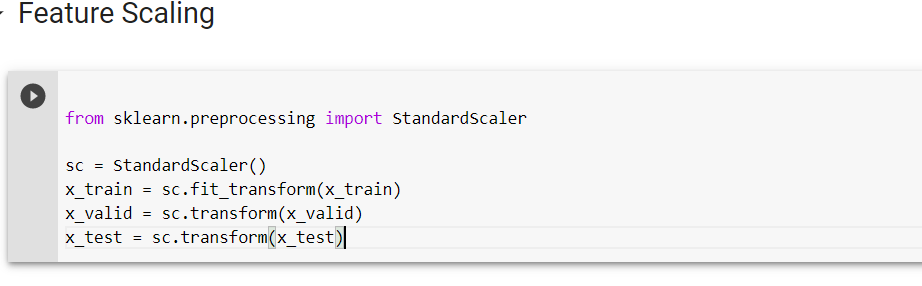 Feature Scaling
from sklearn.preprocessing import StandardScaler
sc = StandardScaler()
x_train = sc.fit_transform(x_train)
x_valid = sc.transform(x_valid)
x_test = sc.transform(x_test)